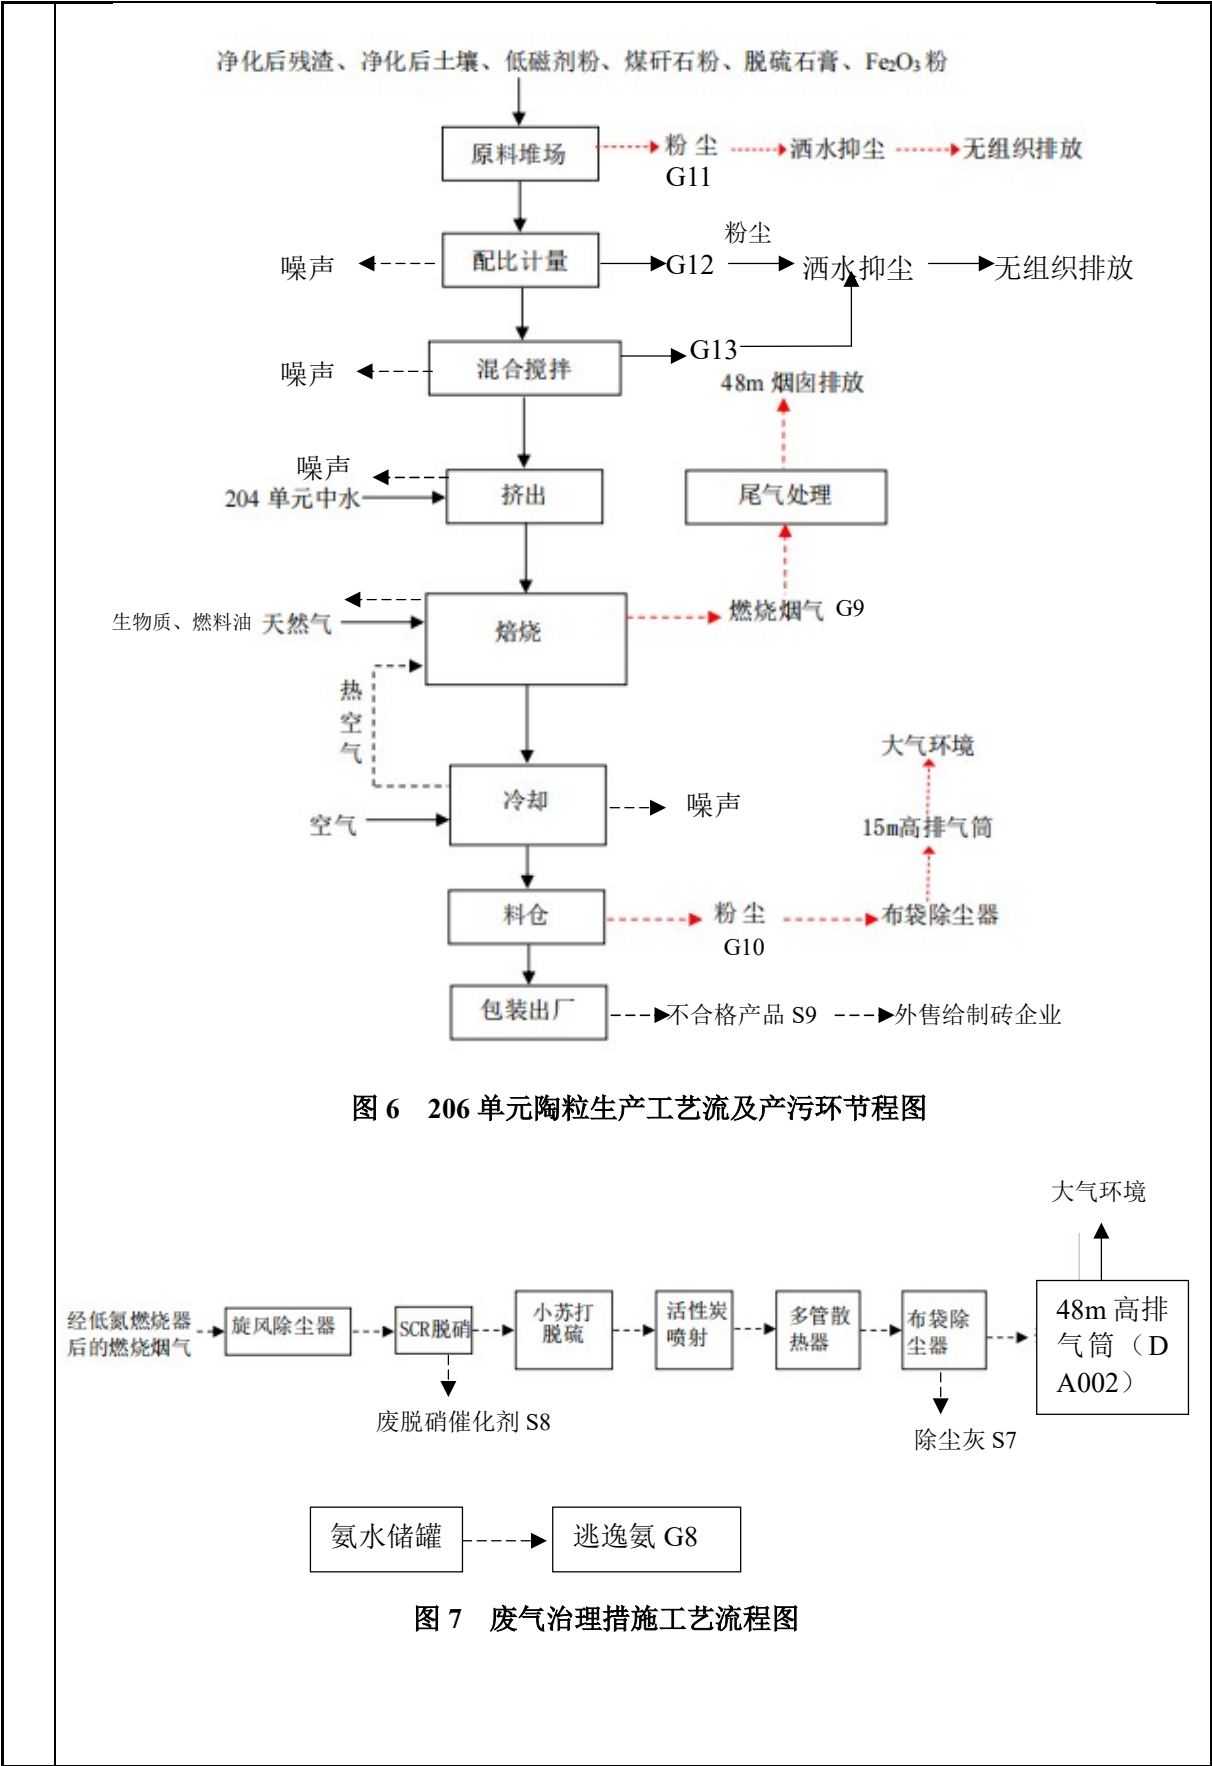 净化后残渣、净化后土壤、低磁剂粉、煤矸石粉、脱硫石膏、Fe₂O₃粉
原料堆场
粉 尘
G11
洒水抑尘
无组织排放
噪声
配比计量
G12
粉尘
洒水抑尘
无组织排放
噪声
混合搅拌
G13
48m 烟囱排放
噪声
204 单元中水
挤出
尾气处理
生物质、燃料油 天然气
焙烧
燃烧烟气 G9
热
空
气
大气环境
空气
冷却
噪声
15m高排气筒
料仓
粉 尘
G10
布袋除尘器
包装出厂
不合格产品 S9
外售给制砖企业
图 6 206 单元陶粒生产工艺流及产污环节程图
大气环境
经低氮燃烧器
后的燃烧烟气
旋风除尘器
SCR脱硝
小苏打
脱硫
活性炭
喷射
多管散
热器
布袋除
尘器
48m 高排
气筒（D
A002）
废脱硝催化剂 S8
除尘灰 S7
氨水储罐
逃逸氨 G8
图 7 废气治理措施工艺流程图